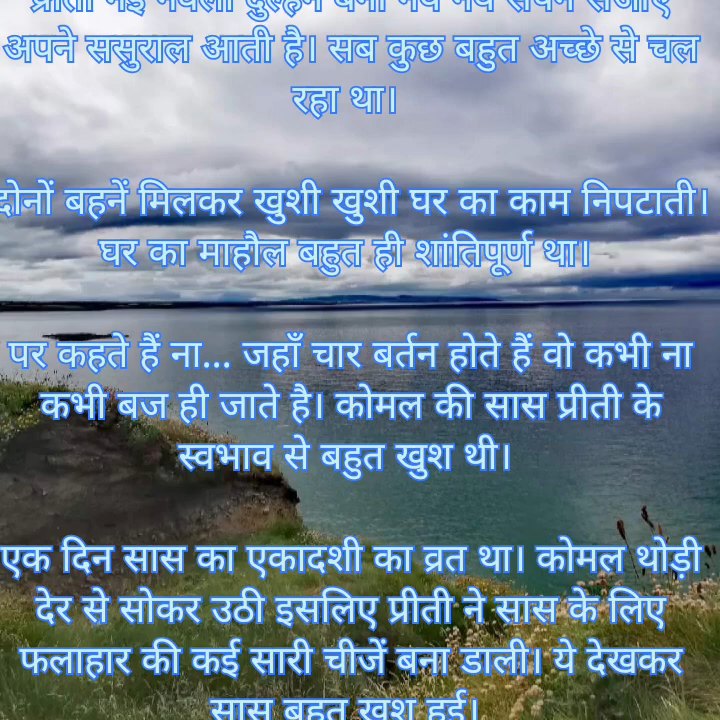 अपने ससुराल आती है। सब कुछ बहुत अच्छे से चल
रहा था।
दोनों बहनें मिलकर खुशी खुशी घर का काम निपटाती।
घर का माहौल बहुत ही शांतिपूर्ण था।
पर कहते हैं ना... जहाँ चार बर्तन होते हैं वो कभी ना
कभी बज ही जाते है। कोमल की सास प्रीती के
स्वभाव से बहुत खुश थी।
एक दिन सास का एकादशी का व्रत था। कोमल थोड़ी
देर से सोकर उठी इसलिए प्रीती ने सास के लिए
फलाहार की कई सारी चीजें बना डाली। ये देखकर
सास बहुत खुश हुई।